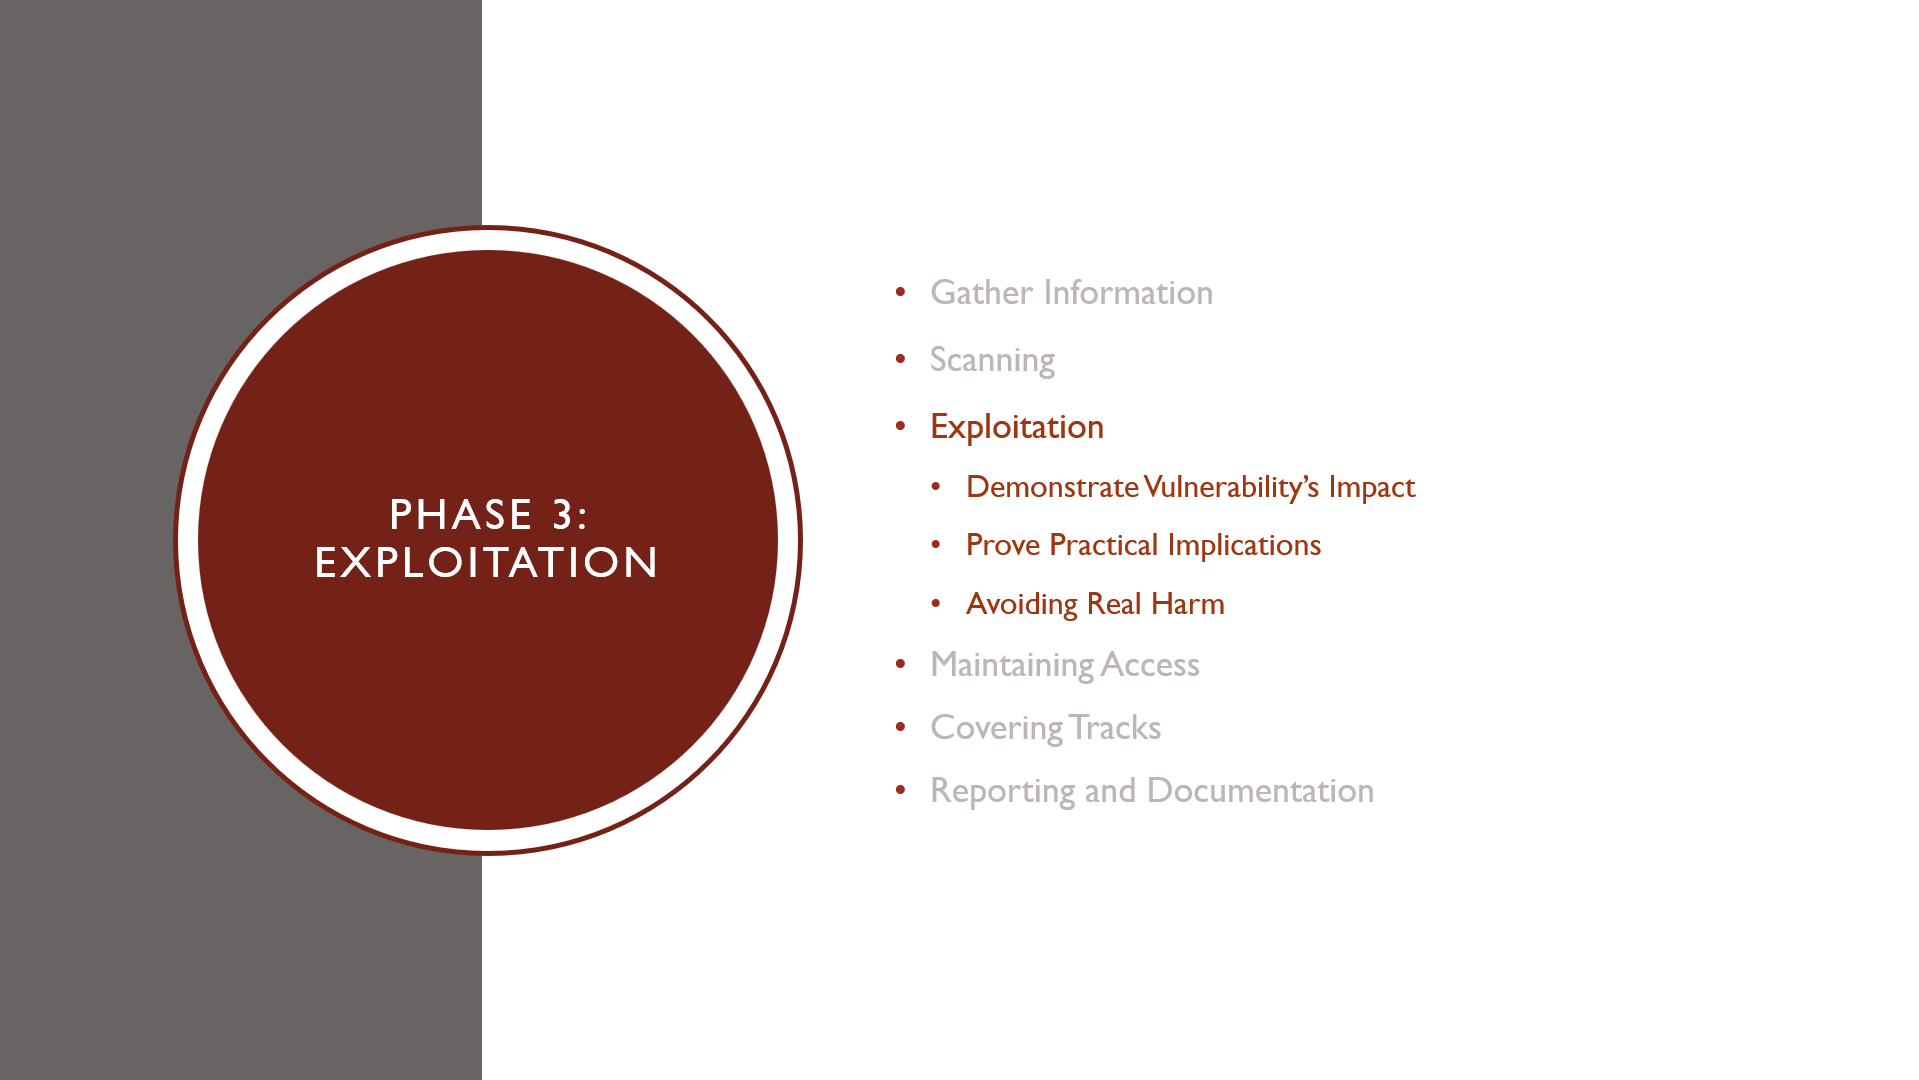 PHASE 3:
EXPLOITATION
• Gather Information
• Scanning
• Exploitation
• Demonstrate Vulnerability’s Impact
• Prove Practical Implications
• Avoiding Real Harm
• Maintaining Access
• Covering Tracks
• Reporting and Documentation